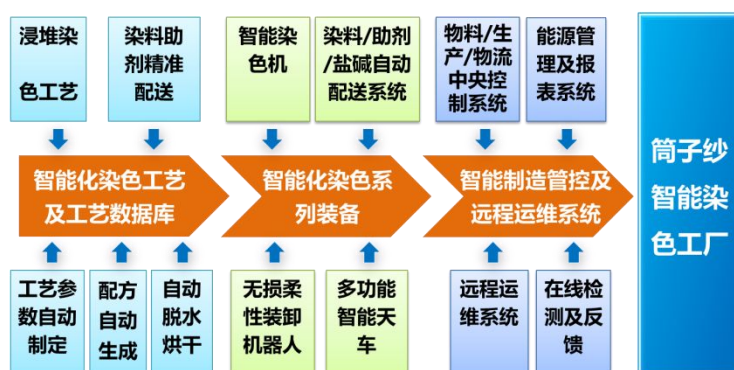 浸堆染
色工艺
染料助
剂精准
配送
智能染
色机
染料/助剂
/盐碱自动
配送系统
物料/生
产/物流
中央控
制系统
能源管
理及报
表系统
智能化染色工艺
及工艺数据库
智能化染色系
列装备
智能制造管控及
远程运维系统
工艺参
数自动
制定
配方
自动
生成
自动
脱水
烘干
无损柔
性装卸
机器人
多功能
智能天
车
远程运
维系统
在线检
测及反
馈
筒子纱
智能染
色工厂